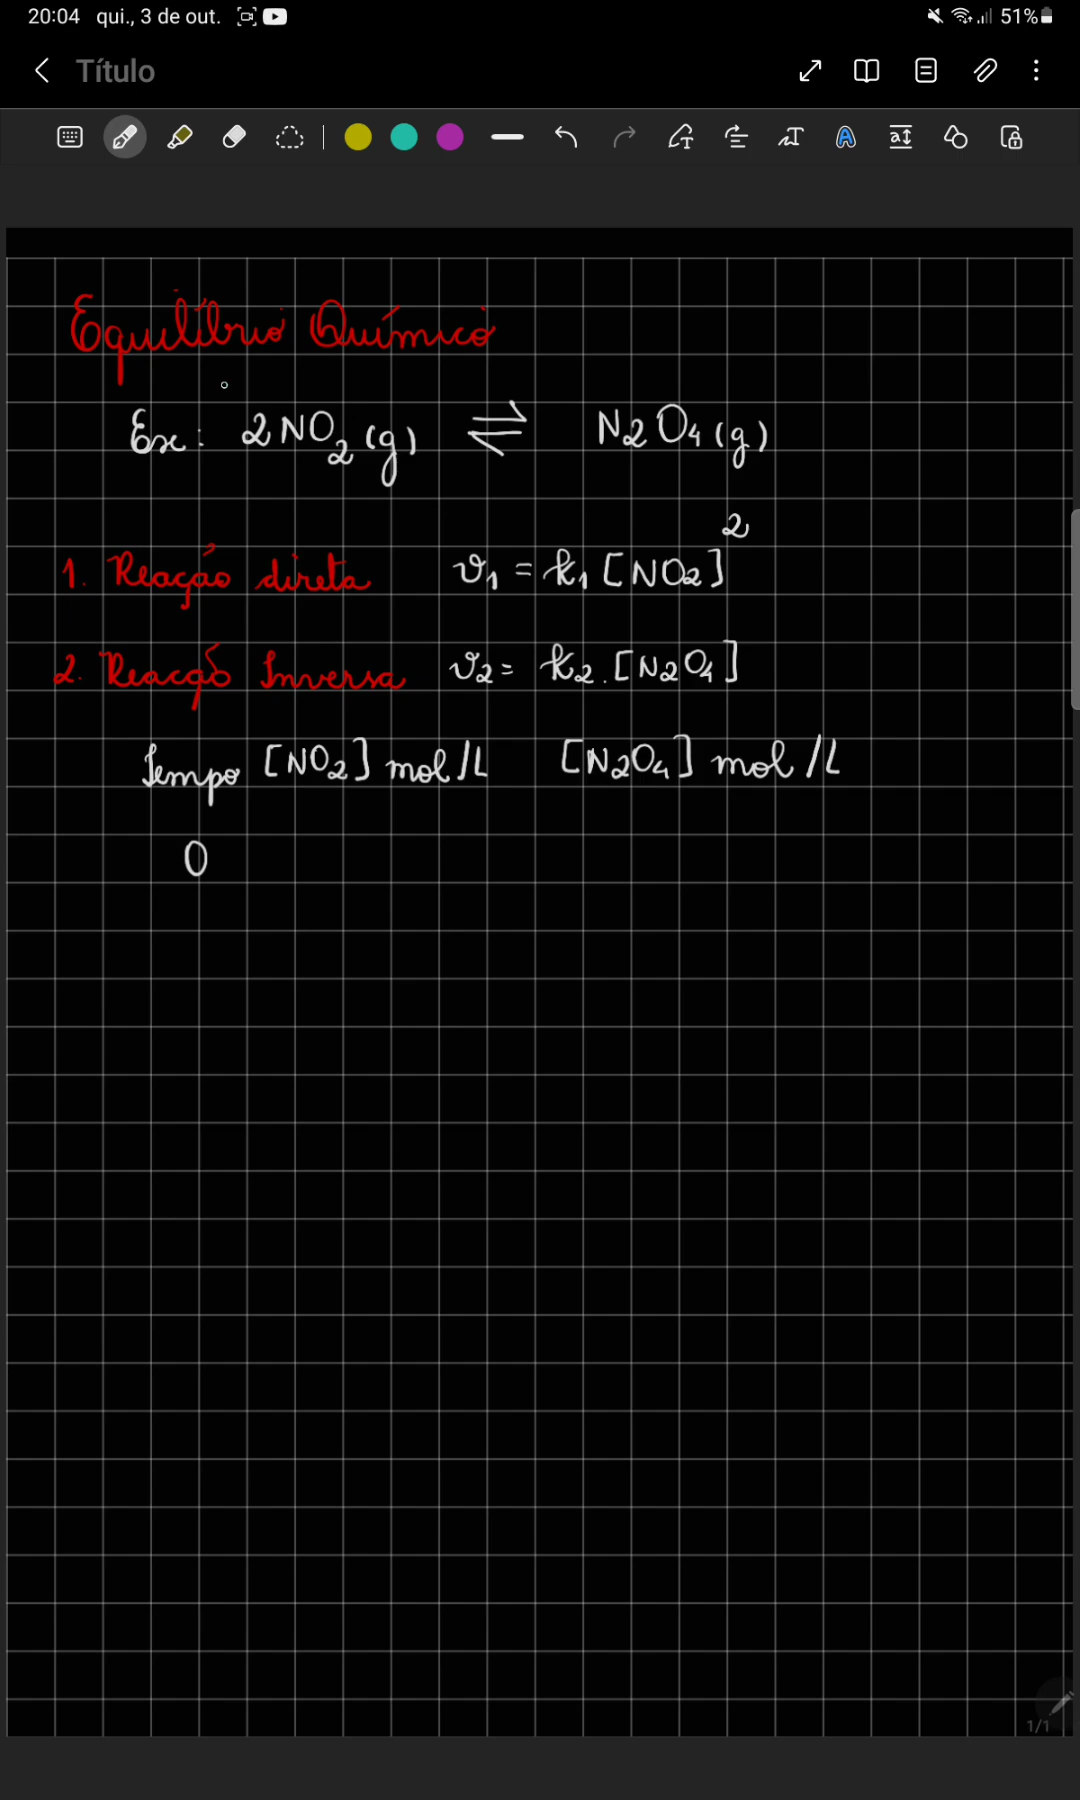 20:04 qui., 3 de out. 51%
Título
Equilíbrio Químico
Ex: 2NO2(g) ⇌ N2O4(g)
1. Reação direta v1 = k1[NO2]²
2. Reacção Inversa v2 = k2.[N2O4]
Tempo [NO2] mol/L [N2O4] mol/L
0
1/1